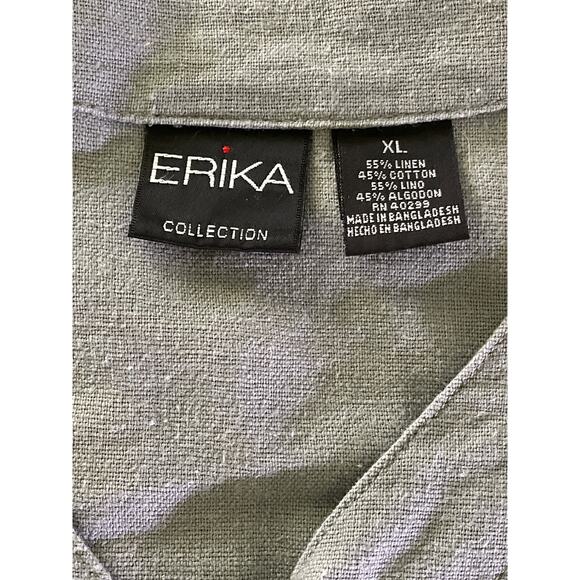 ERiKA
COLLECTION
XL
55% LINEN
45% COTTON
55% LINO
45% ALGODON
RN 40299
MADE IN BANGLADESH
HECHO EN BANGLADESH